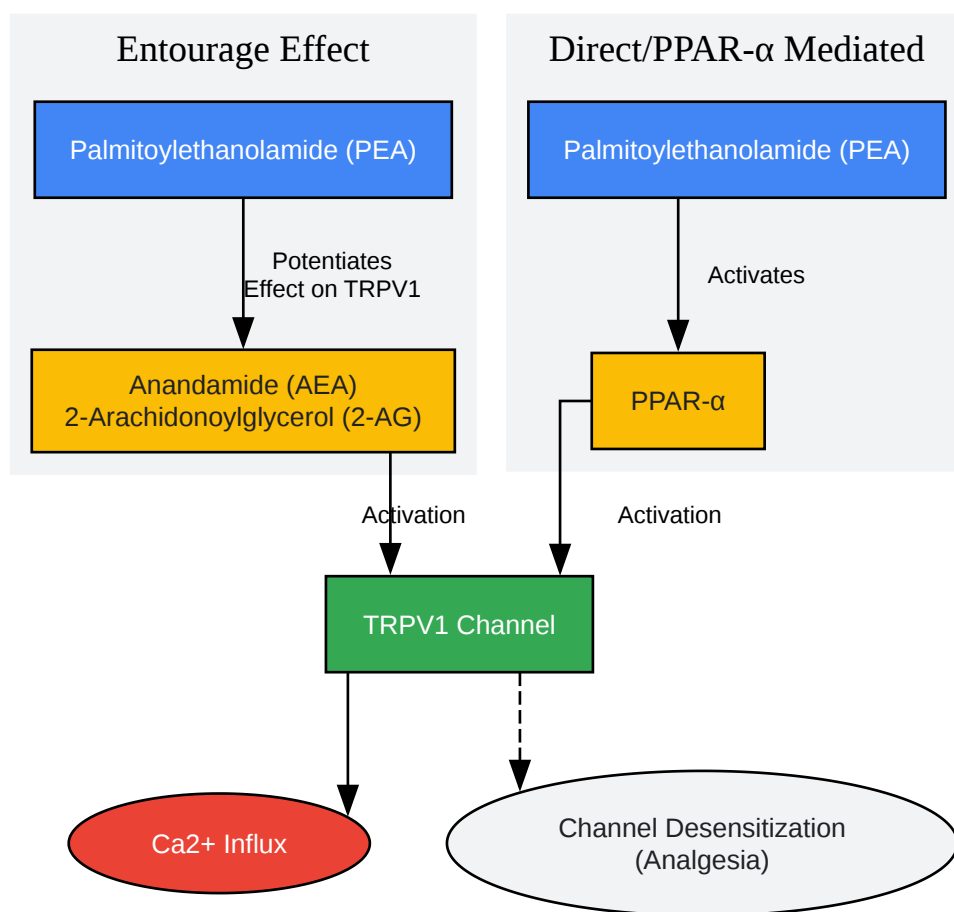 Entourage Effect
Palmitoylethanolamide (PEA)
Potentiates
Effect on TRPV1
Anandamide (AEA)
2-Arachidonoylglycerol (2-AG)
Activation
Direct/PPAR-α Mediated
Palmitoylethanolamide (PEA)
Activates
PPAR-α
Activation
TRPV1 Channel
Ca2+ Influx
Channel Desensitization
(Analgesia)